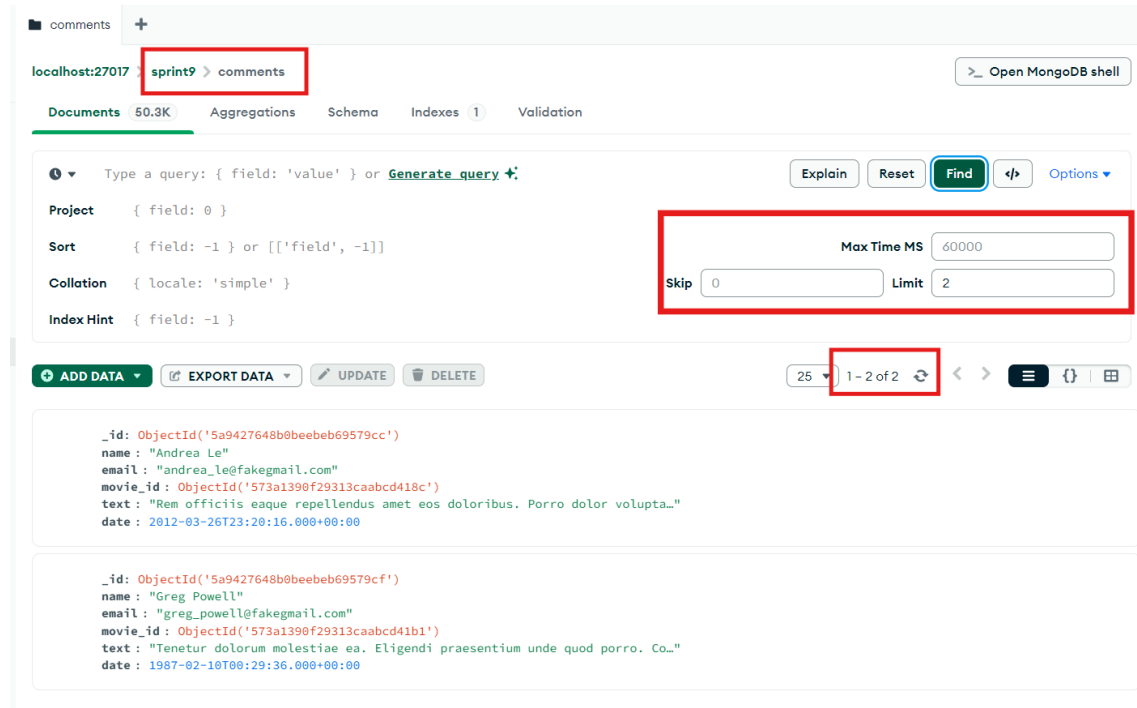 comments +
localhost:27017 > sprint9 > comments
>_ Open MongoDB shell
Documents 50.3K Aggregations Schema Indexes 1 Validation
Type a query: { field: 'value' } or Generate query
Explain Reset Find </> Options
Project { field: 0 }
Sort { field: -1 } or [['field', -1]]
Max Time MS 60000
Collation { locale: 'simple' }
Skip 0 Limit 2
Index Hint { field: -1 }
ADD DATA EXPORT DATA UPDATE DELETE
25 1 – 2 of 2 < > {}
_id: ObjectId('5a9427648b0beebeb69579cc')
name : "Andrea Le"
email : "andrea_le@fakegmail.com"
movie_id : ObjectId('573a1390f29313caabcd418c')
text : "Rem officiis eaque repellendus amet eos doloribus. Porro dolor volupta…"
date : 2012-03-26T23:20:16.000+00:00
_id: ObjectId('5a9427648b0beebeb69579cf')
name : "Greg Powell"
email : "greg_powell@fakegmail.com"
movie_id : ObjectId('573a1390f29313caabcd41b1')
text : "Tenetur dolorum molestiae ea. Eligendi praesentium unde quod porro. Co…"
date : 1987-02-10T00:29:36.000+00:00